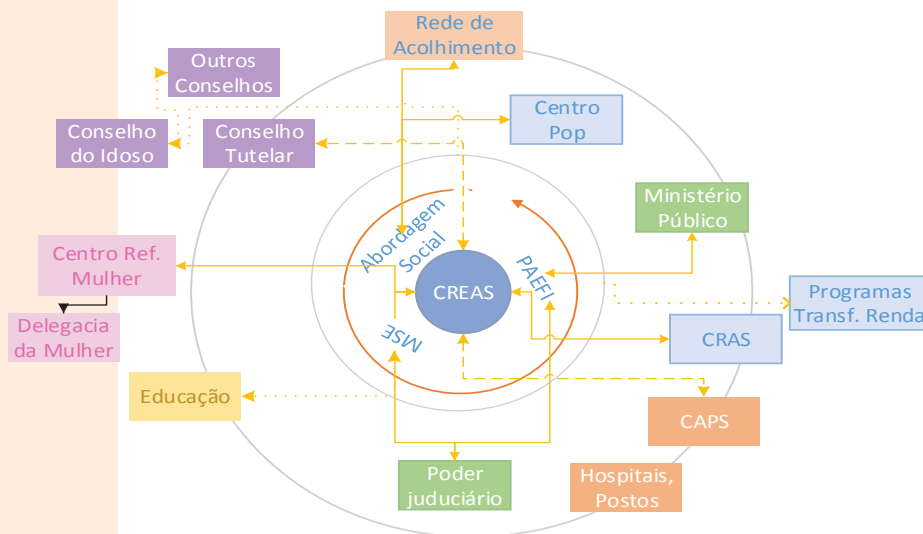 Rede de
Acolhimento
Outros
Conselhos
Centro
Pop
Conselho
do Idoso
Conselho
Tutelar
Ministério
Público
Abordagem
Social
Centro Ref.
Mulher
PAEFI
CREAS
Programas
Transf. Renda
Delegacia
da Mulher
MSE
CRAS
Educação
CAPS
Poder
juduciário
Hospitais,
Postos